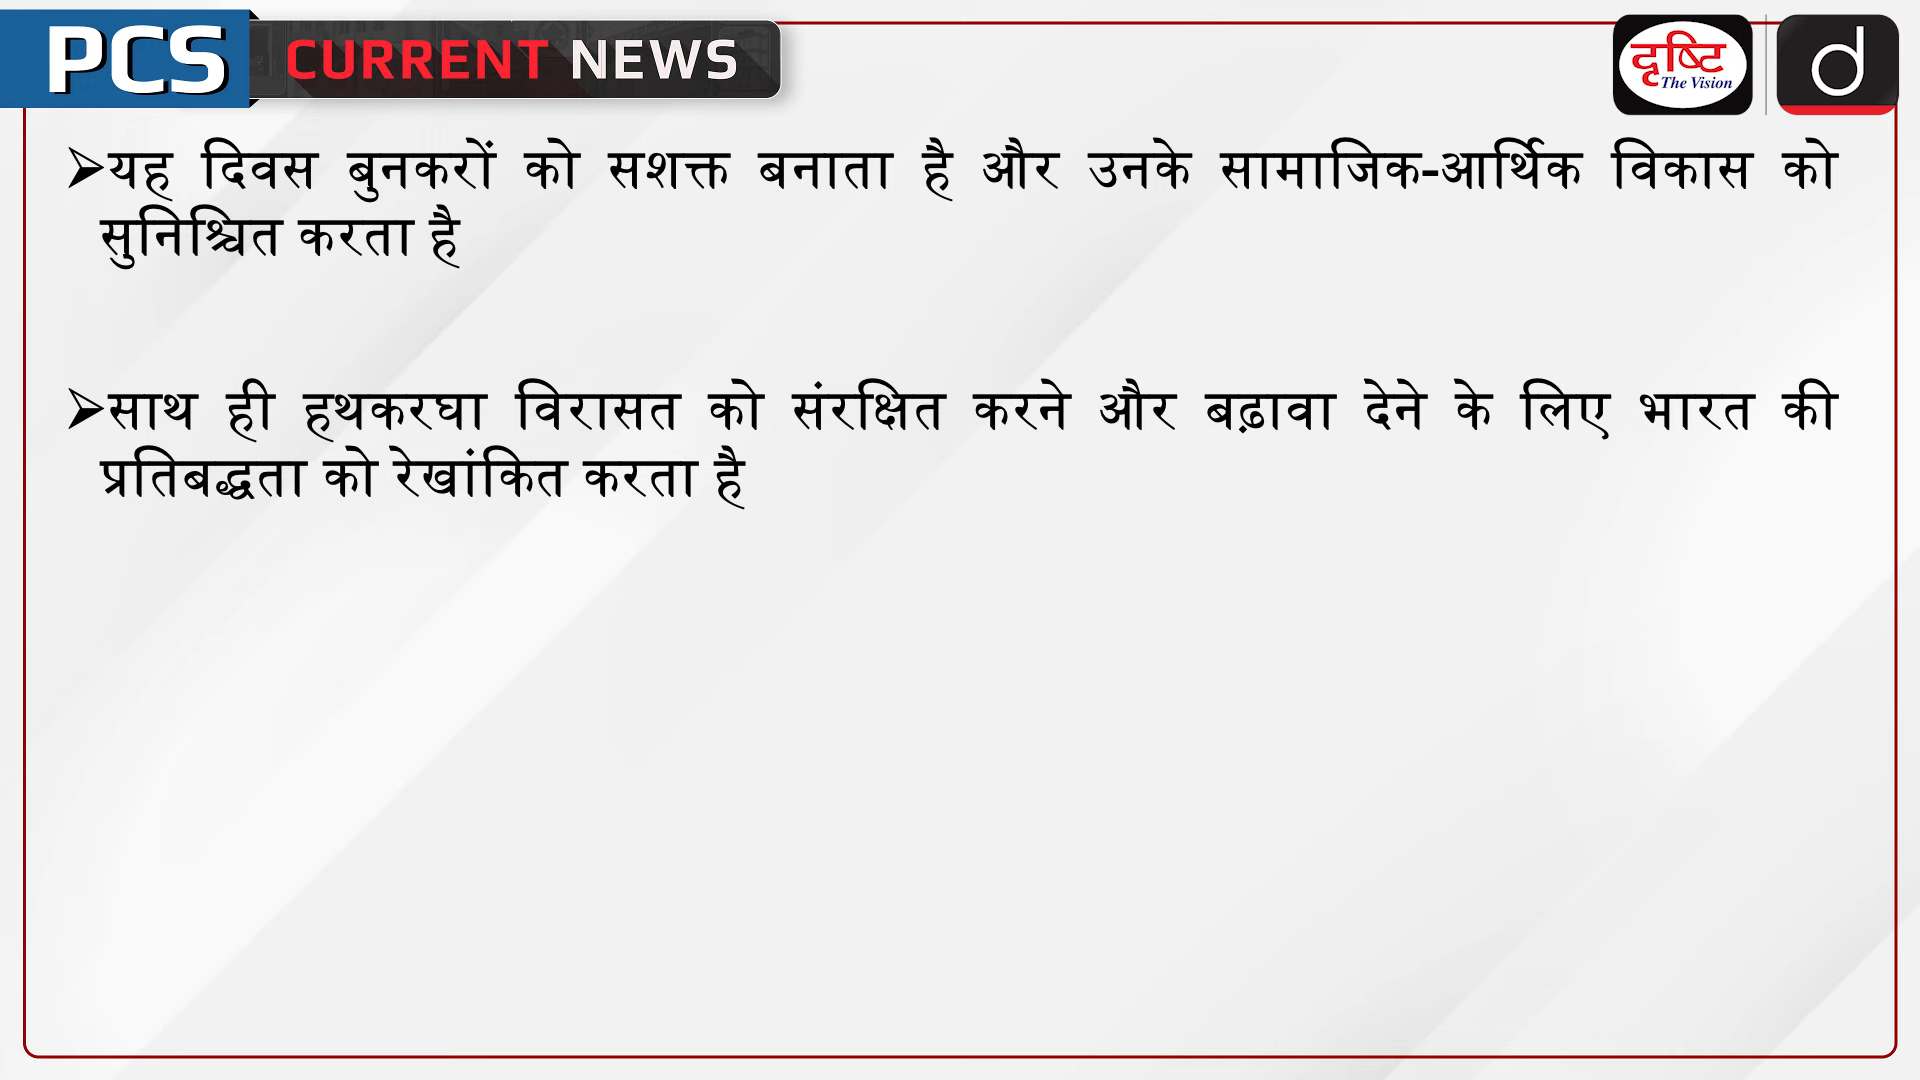 PCS CURRENT NEWS
दृष्टि
The Vision
d
➢यह दिवस बुनकरों को सशक्त बनाता है और उनके सामाजिक-आर्थिक विकास को
सुनिश्चित करता है
➢साथ ही हथकरघा विरासत को संरक्षित करने और बढ़ावा देने के लिए भारत की
प्रतिबद्धता को रेखांकित करता है